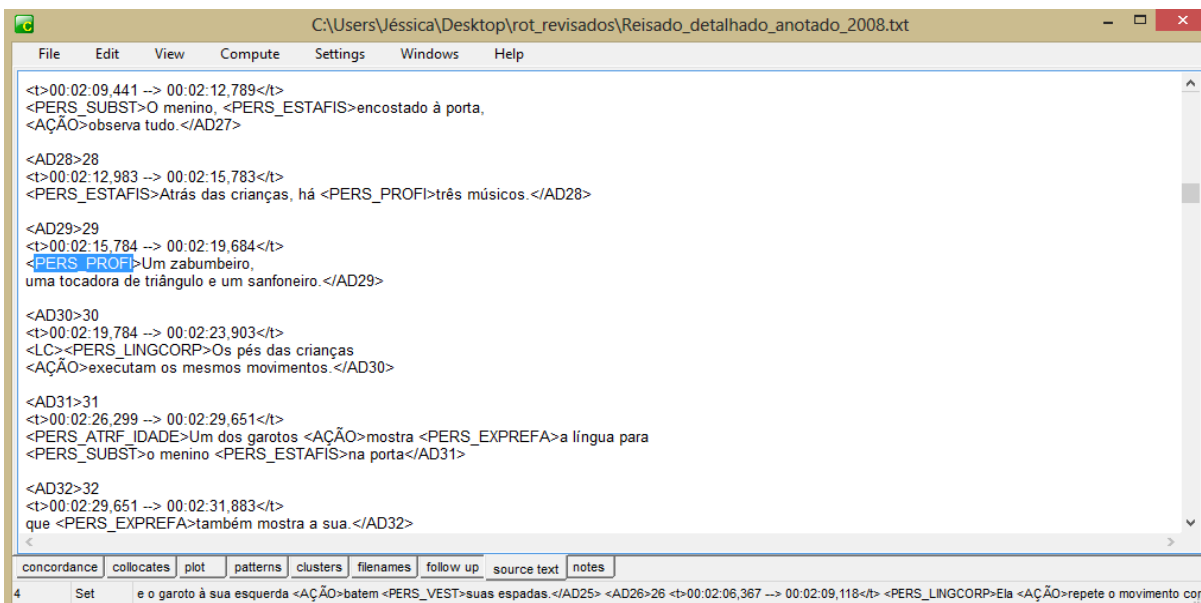 C:\Users\Jéssica\Desktop\rot_revisados\Reisado_detalhado_anotado_2008.txt
File Edit View Compute Settings Windows Help
<t>00:02:09,441 --> 00:02:12,789</t>
<PERS_SUBST>O menino, <PERS_ESTAFIS>encostado à porta,
<AÇÃO>observa tudo.</AD27>
<AD28>28
<t>00:02:12,983 --> 00:02:15,783</t>
<PERS_ESTAFIS>Atrás das crianças, há <PERS_PROFI>três músicos.</AD28>
<AD29>29
<t>00:02:15,784 --> 00:02:19,684</t>
<PERS_PROFI>Um zabumbeiro,
uma tocadora de triângulo e um sanfoneiro.</AD29>
<AD30>30
<t>00:02:19,784 --> 00:02:23,903</t>
<LC><PERS_LINGCORP>Os pés das crianças
<AÇÃO>executam os mesmos movimentos.</AD30>
<AD31>31
<t>00:02:26,299 --> 00:02:29,651</t>
<PERS_ATRF_IDADE>Um dos garotos <AÇÃO>mostra <PERS_EXPREFA>a língua para
<PERS_SUBST>o menino <PERS_ESTAFIS>na porta</AD31>
<AD32>32
<t>00:02:29,651 --> 00:02:31,883</t>
que <PERS_EXPREFA>também mostra a sua.</AD32>
concordance collocates plot patterns clusters filenames follow up source text notes
4 Set e o garoto à sua esquerda <AÇÃO>batem <PERS_VEST>suas espadas.</AD25> <AD26>26 <t>00:02:06,367 --> 00:02:09,118</t> <PERS_LINGCORP>Ela <AÇÃO>repete o movimento co